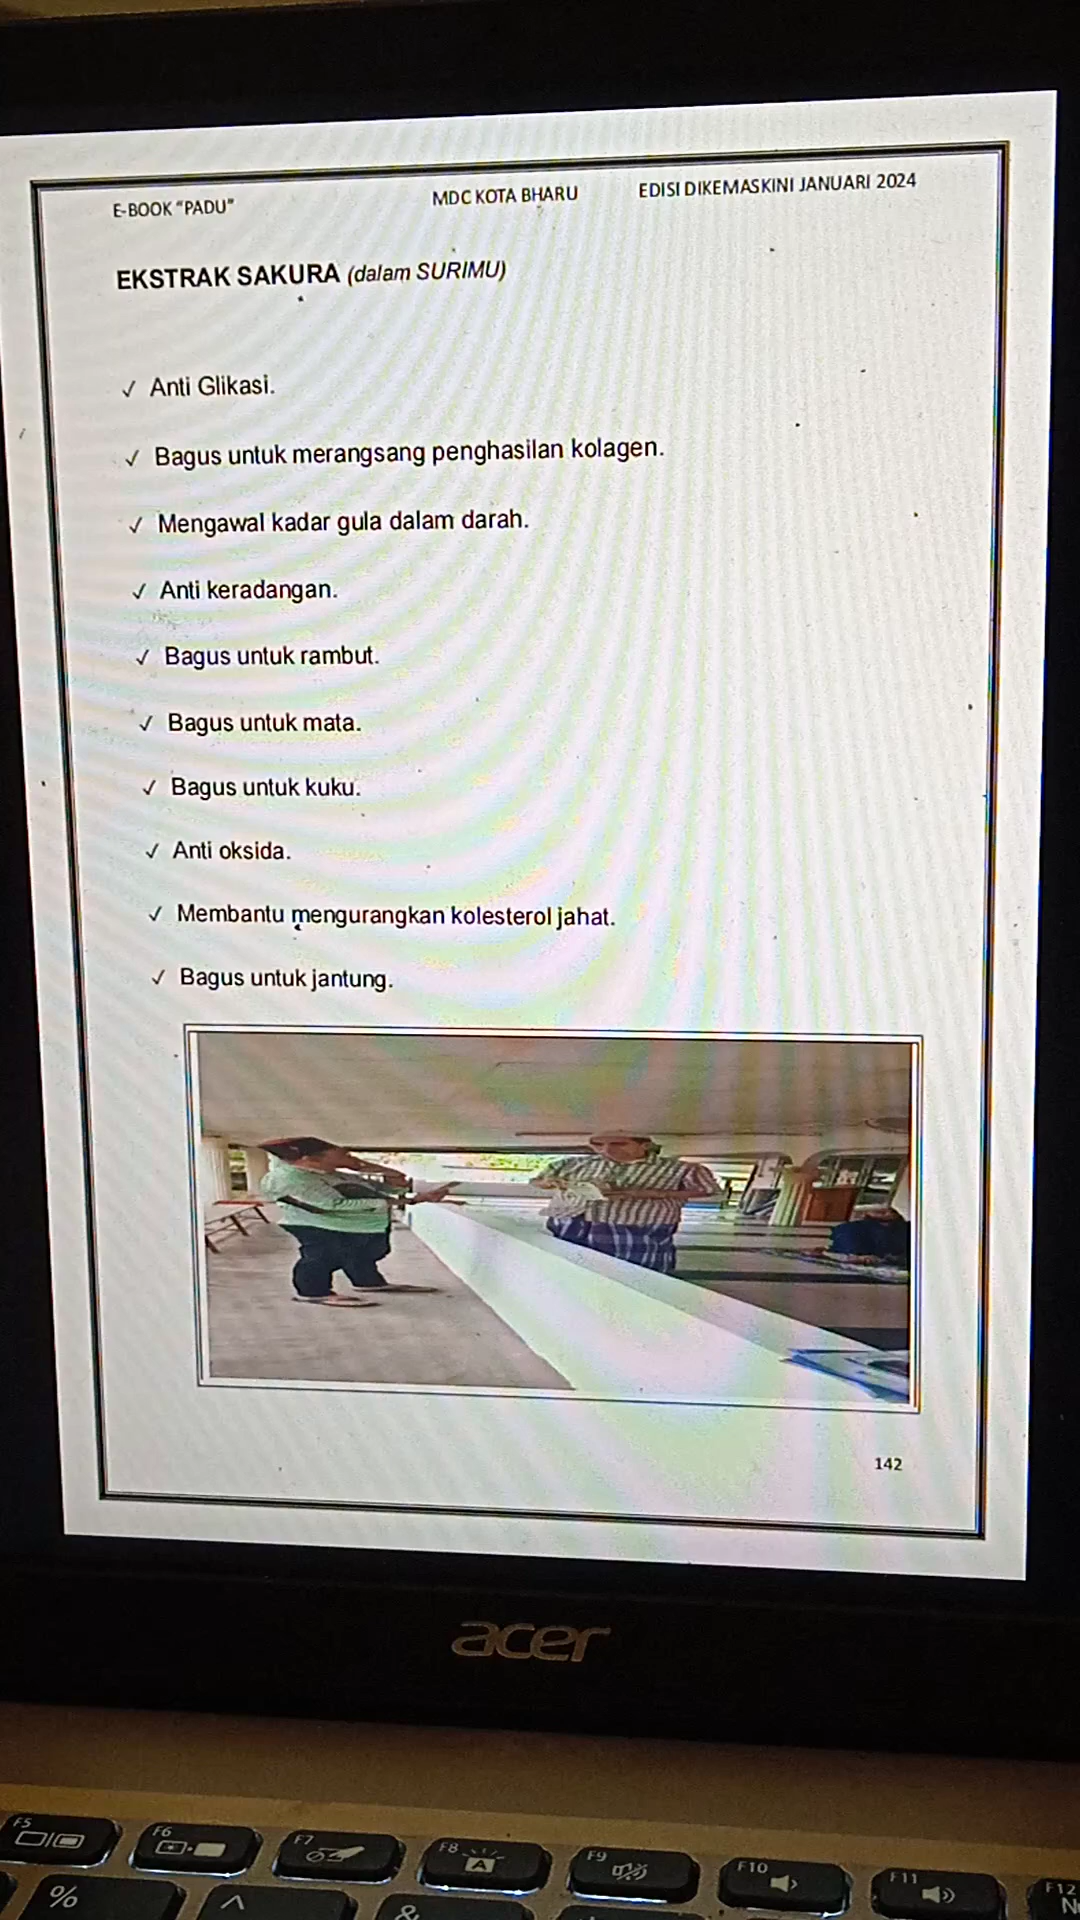 E-BOOK "PADU" MDC KOTA BHARU EDISI DIKEMASKINI JANUARI 2024
EKSTRAK SAKURA (dalam SURIMU)
✓ Anti Glikasi.
✓ Bagus untuk merangsang penghasilan kolagen.
✓ Mengawal kadar gula dalam darah.
✓ Anti keradangan.
✓ Bagus untuk rambut.
✓ Bagus untuk mata.
✓ Bagus untuk kuku.
✓ Anti oksida.
✓ Membantu mengurangkan kolesterol jahat.
✓ Bagus untuk jantung.
142
acer
F5 F6 F7 F8 F9 F10 F11 F12
A
% ^ & N